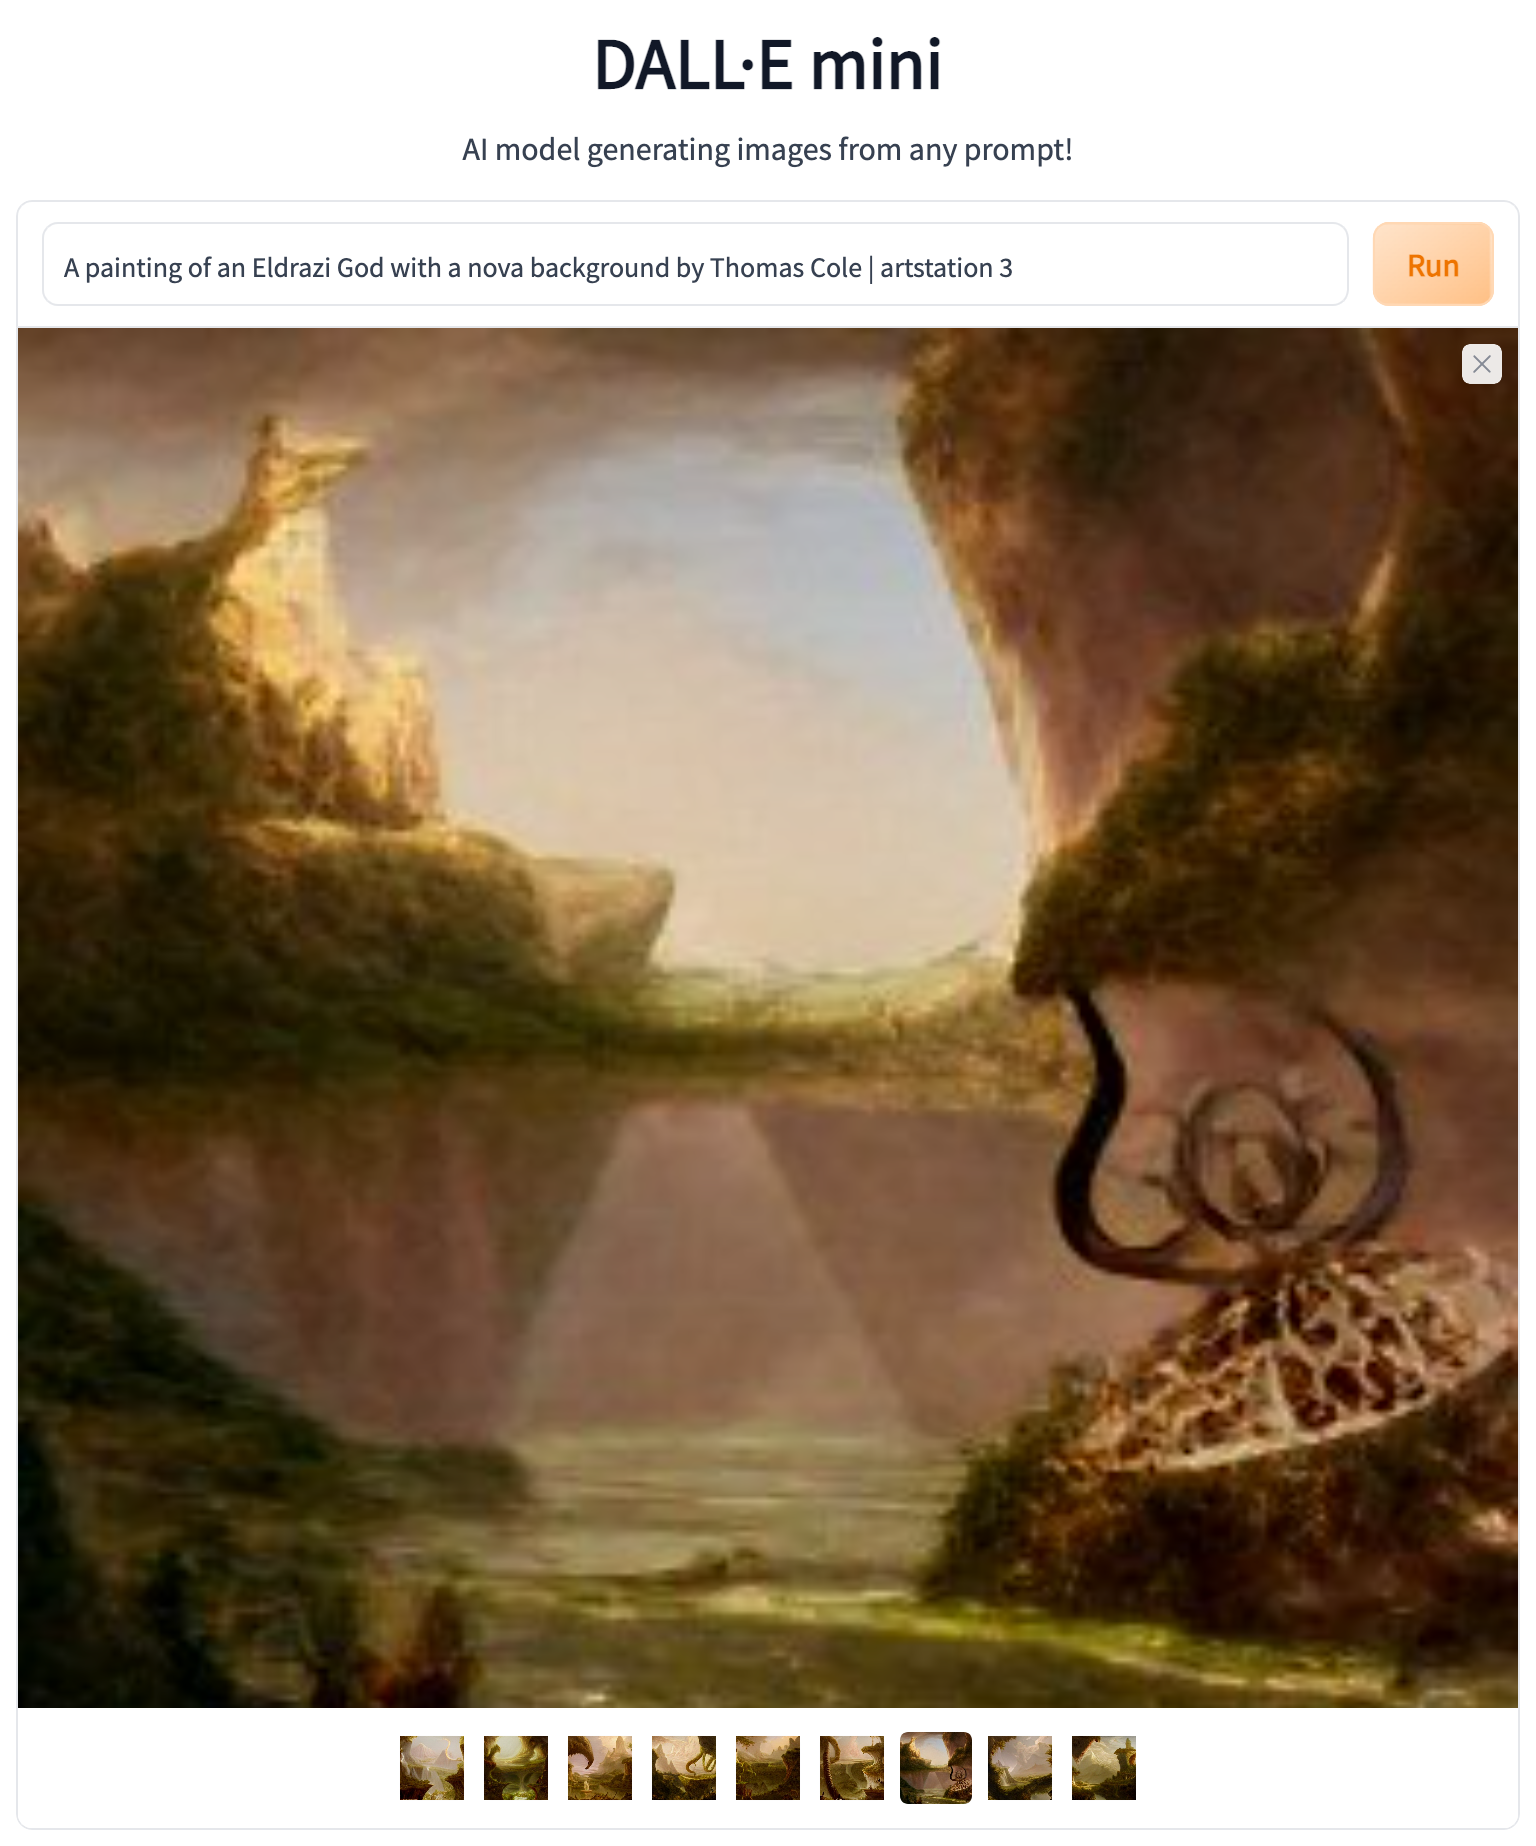 DALL·E mini
AI model generating images from any prompt!
A painting of an Eldrazi God with a nova background by Thomas Cole | artstation 3
Run